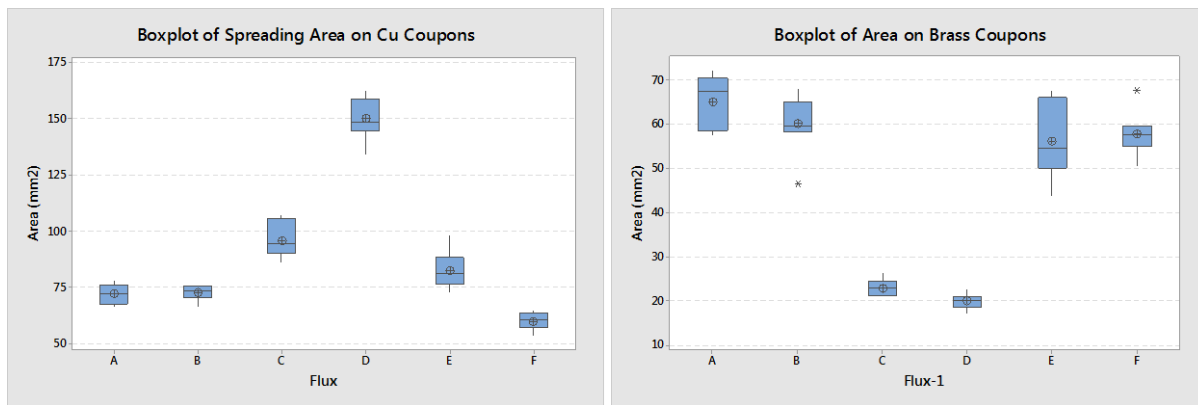 Boxplot of Spreading Area on Cu Coupons
175
150
125
100
75
50
Area (mm2)
A B C D E F
Flux
Boxplot of Area on Brass Coupons
70
60
50
40
30
20
10
Area (mm2)
A B C D E F
Flux-1